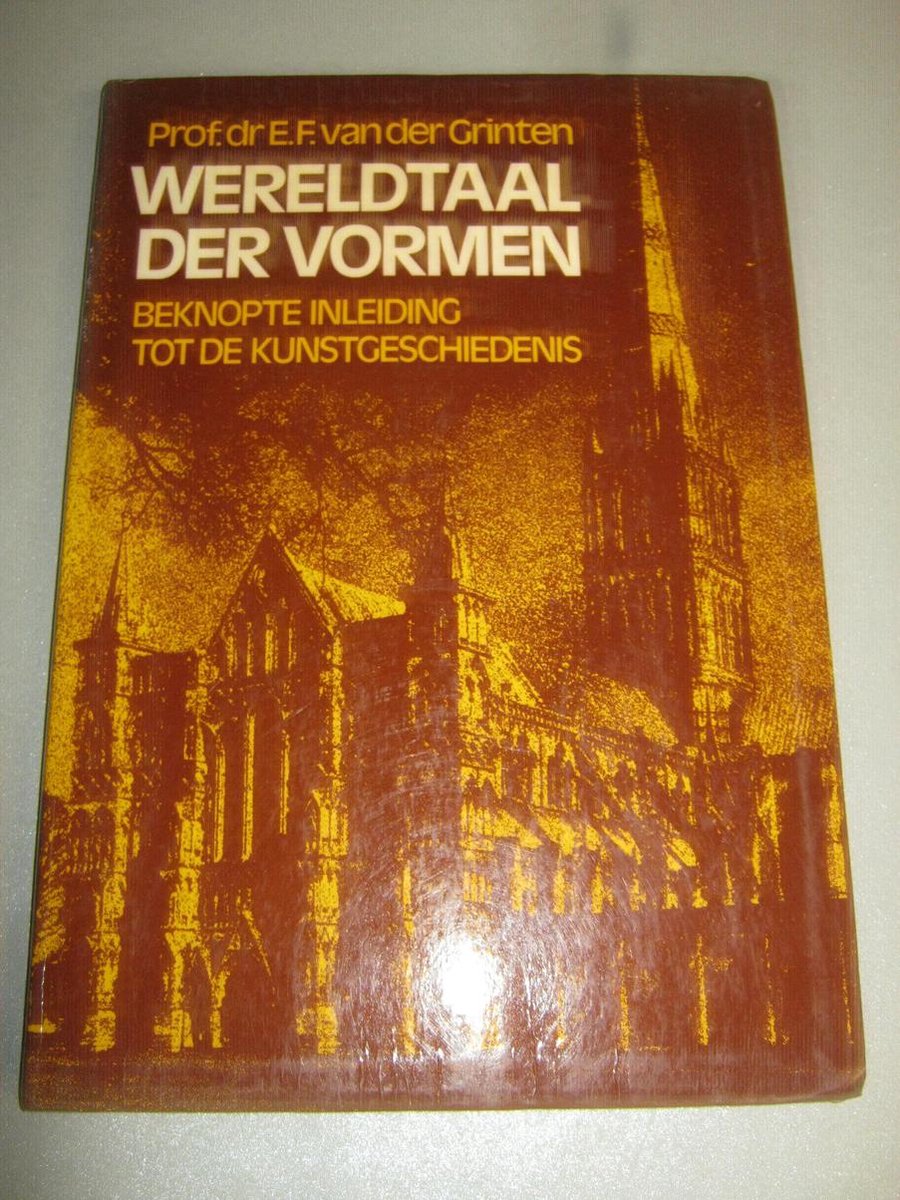 Prof. dr E.F. van der Grinten
WERELDTAAL
DER VORMEN
BEKNOPTE INLEIDING
TOT DE KUNSTGESCHIEDENIS